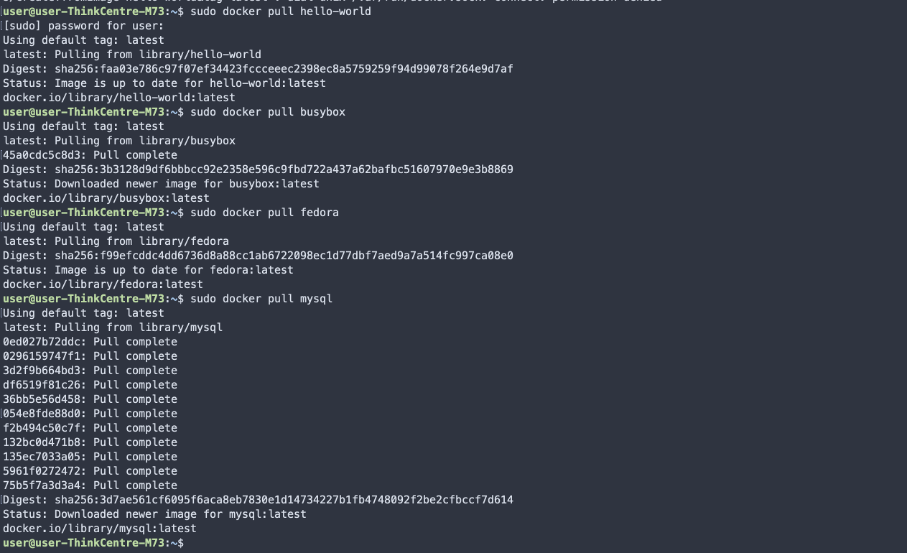 user@user-ThinkCentre-M73:~$ sudo docker pull hello-world
[sudo] password for user:
Using default tag: latest
latest: Pulling from library/hello-world
Digest: sha256:faa03e786c97f07ef34423fccceeec2398ec8a5759259f94d99078f264e9d7af
Status: Image is up to date for hello-world:latest
docker.io/library/hello-world:latest
user@user-ThinkCentre-M73:~$ sudo docker pull busybox
Using default tag: latest
latest: Pulling from library/busybox
45a0cdc5c8d3: Pull complete
Digest: sha256:3b3128d9df6bbbcc92e2358e596c9fbd722a437a62bafbc51607970e9e3b8869
Status: Downloaded newer image for busybox:latest
docker.io/library/busybox:latest
user@user-ThinkCentre-M73:~$ sudo docker pull fedora
Using default tag: latest
latest: Pulling from library/fedora
Digest: sha256:f99efcddc4dd6736d8a88cc1ab6722098ec1d77dbf7aed9a7a514fc997ca08e0
Status: Image is up to date for fedora:latest
docker.io/library/fedora:latest
user@user-ThinkCentre-M73:~$ sudo docker pull mysql
Using default tag: latest
latest: Pulling from library/mysql
0ed027b72ddc: Pull complete
0296159747f1: Pull complete
3d2f9b664bd3: Pull complete
df6519f81c26: Pull complete
36bb5e56d458: Pull complete
054e8fde88d0: Pull complete
f2b494c50c7f: Pull complete
132bc0d471b8: Pull complete
135ec7033a05: Pull complete
5961f0272472: Pull complete
75b5f7a3d3a4: Pull complete
Digest: sha256:3d7ae561cf6095f6aca8eb7830e1d14734227b1fb4748092f2be2cfbccf7d614
Status: Downloaded newer image for mysql:latest
docker.io/library/mysql:latest
user@user-ThinkCentre-M73:~$